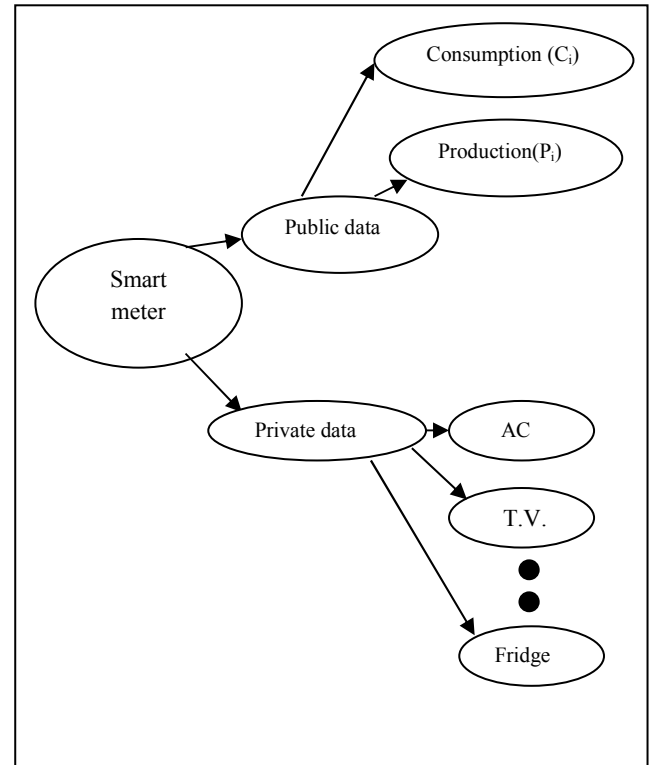 Consumption (Cᵢ)
Production(Pᵢ)
Public data
Smart
meter
Private data
AC
T.V.
Fridge